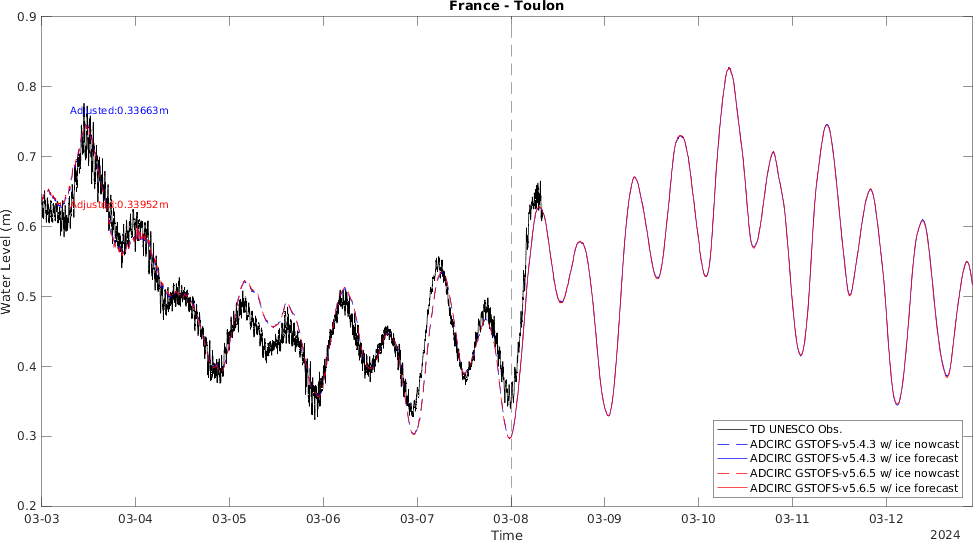 France - Toulon
0.9
0.8
0.7
0.6
0.5
0.4
0.3
0.2
Water Level (m)
Adjusted:0.33663m
Adjusted:0.33952m
TD UNESCO Obs.
ADCIRC GSTOFS-v5.4.3 w/ ice nowcast
ADCIRC GSTOFS-v5.4.3 w/ ice forecast
ADCIRC GSTOFS-v5.6.5 w/ ice nowcast
ADCIRC GSTOFS-v5.6.5 w/ ice forecast
03-03 03-04 03-05 03-06 03-07 03-08 03-09 03-10 03-11 03-12
Time
2024